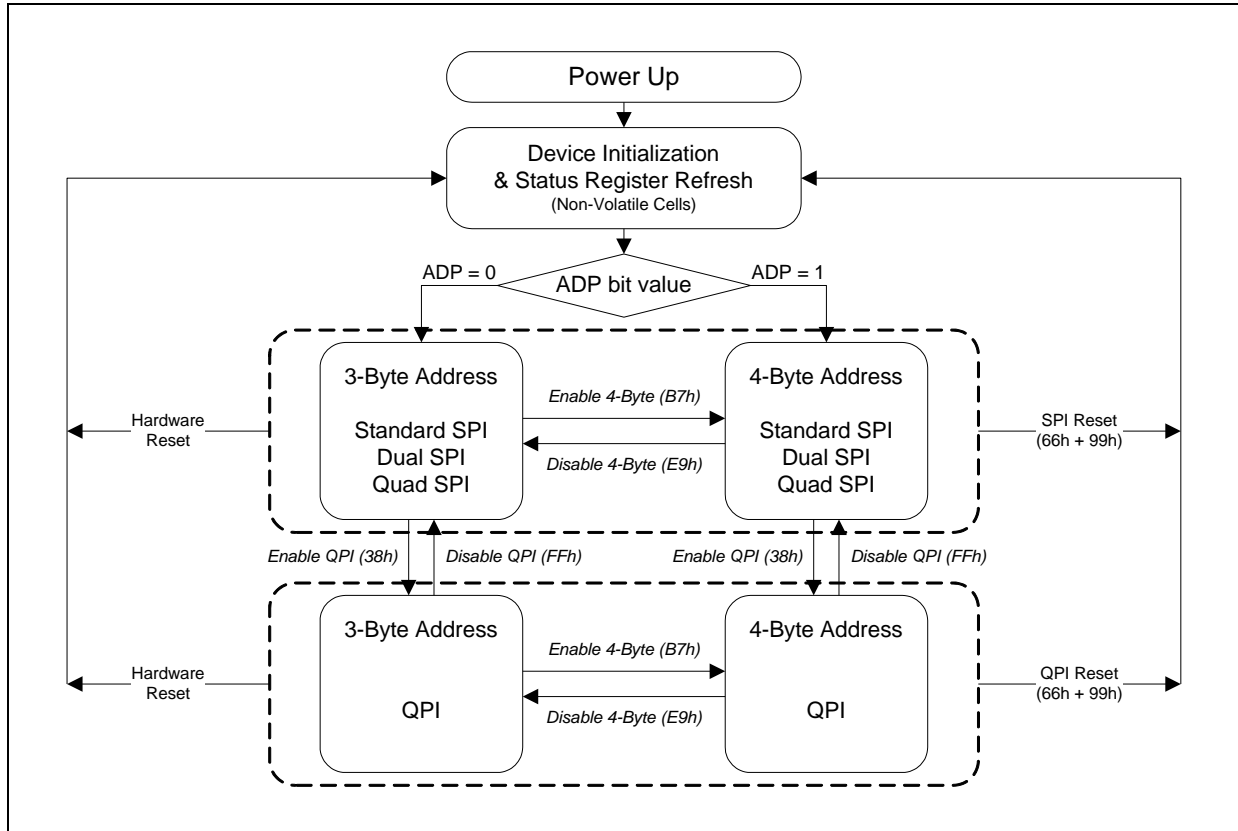 Power Up
Device Initialization
& Status Register Refresh
(Non-Volatile Cells)
ADP = 0
ADP bit value
ADP = 1
3-Byte Address
Standard SPI
Dual SPI
Quad SPI
Enable 4-Byte (B7h)
Disable 4-Byte (E9h)
4-Byte Address
Standard SPI
Dual SPI
Quad SPI
Hardware
Reset
SPI Reset
(66h + 99h)
Enable QPI (38h)
Disable QPI (FFh)
Enable QPI (38h)
Disable QPI (FFh)
3-Byte Address
QPI
Enable 4-Byte (B7h)
Disable 4-Byte (E9h)
4-Byte Address
QPI
Hardware
Reset
QPI Reset
(66h + 99h)